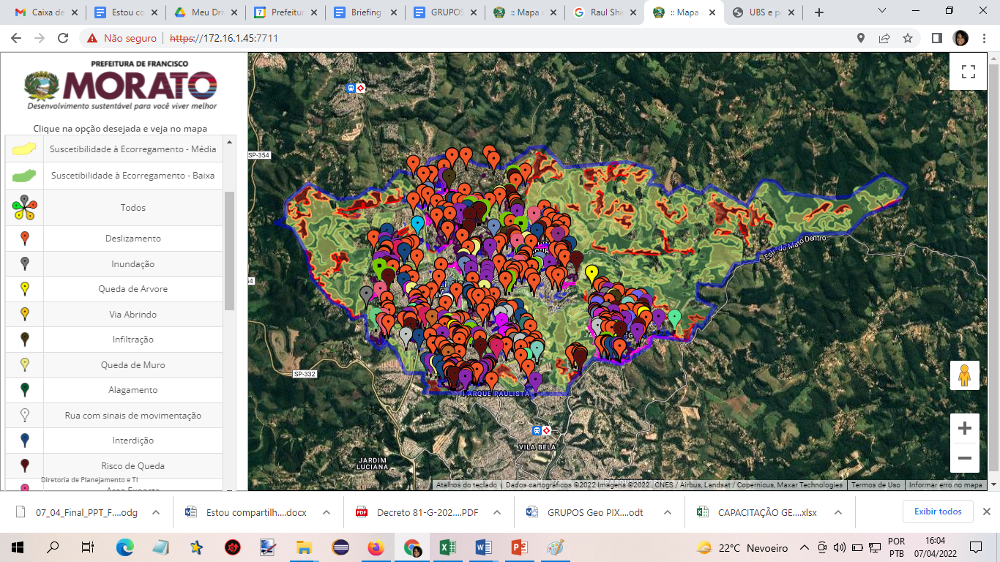 Caixa de
Estou co
Meu Dri
Prefeitur
Briefing
GRUPOS
:: Mapa
Raul Shi
:: Mapa
UBS e p
Não seguro
https://172.16.1.45:7711
PREFEITURA DE FRANCISCO
MORATO
Desenvolvimento sustentável para você viver melhor
Clique na opção desejada e veja no mapa
Suscetibilidade à Ecorregamento - Média
Suscetibilidade à Ecorregamento - Baixa
Todos
Deslizamento
Inundação
Queda de Arvore
Via Abrindo
Infiltração
Queda de Muro
Alagamento
Rua com sinais de movimentação
Interdição
Risco de Queda
Diretoria de Planejamento e TI
SP-354
Estr. do Mato Dentro
SP-332
PARQUE PAULISTA
VILA BELA
JARDIM
LUCIANA
Atalhos do teclado
Dados cartográficos ©2022 Imagens ©2022 , CNES / Airbus, Landsat / Copernicus, Maxar Technologies
Termos de Uso
Informar erro no mapa
07_04_Final_PPT_F....odg
Estou compartilh....docx
PDF
Decreto 81-G-202....PDF
GRUPOS Geo PIX....odt
CAPACITAÇÃO GE....xlsx
Exibir todos
22°C Nevoeiro
POR
PTB
16:04
07/04/2022